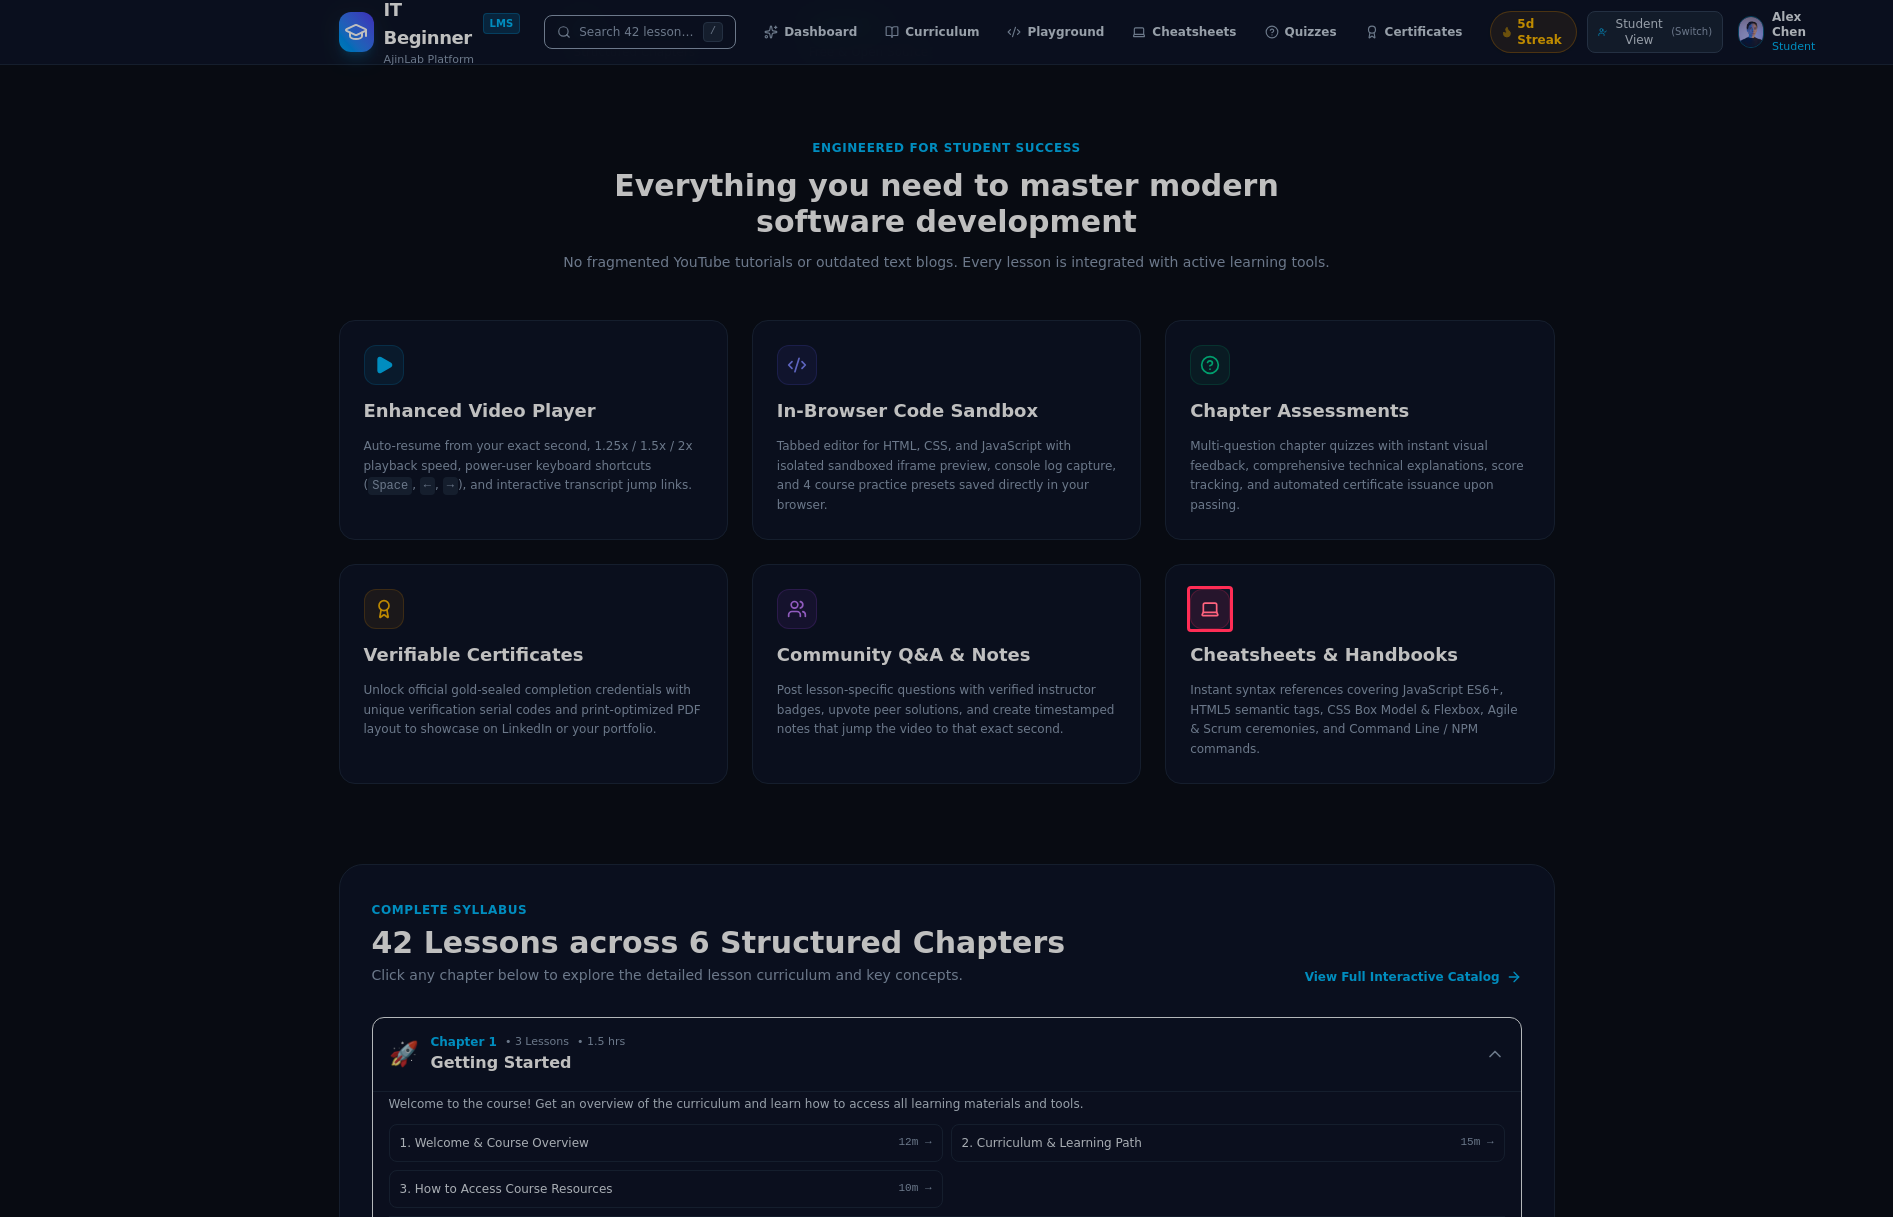 IT
Beginner
LMS
AjinLab Platform
Search 42 lesson...
/
Dashboard
Curriculum
Playground
Cheatsheets
Quizzes
Certificates
5d
Streak
Student
View
(Switch)
Alex
Chen
Student
ENGINEERED FOR STUDENT SUCCESS
Everything you need to master modern
software development
No fragmented YouTube tutorials or outdated text blogs. Every lesson is integrated with active learning tools.
Enhanced Video Player
Auto-resume from your exact second, 1.25x / 1.5x / 2x
playback speed, power-user keyboard shortcuts
(Space, ←, →), and interactive transcript jump links.
In-Browser Code Sandbox
Tabbed editor for HTML, CSS, and JavaScript with
isolated sandboxed iframe preview, console log capture,
and 4 course practice presets saved directly in your
browser.
Chapter Assessments
Multi-question chapter quizzes with instant visual
feedback, comprehensive technical explanations, score
tracking, and automated certificate issuance upon
passing.
Verifiable Certificates
Unlock official gold-sealed completion credentials with
unique verification serial codes and print-optimized PDF
layout to showcase on LinkedIn or your portfolio.
Community Q&A & Notes
Post lesson-specific questions with verified instructor
badges, upvote peer solutions, and create timestamped
notes that jump the video to that exact second.
Cheatsheets & Handbooks
Instant syntax references covering JavaScript ES6+,
HTML5 semantic tags, CSS Box Model & Flexbox, Agile
& Scrum ceremonies, and Command Line / NPM
commands.
COMPLETE SYLLABUS
42 Lessons across 6 Structured Chapters
Click any chapter below to explore the detailed lesson curriculum and key concepts.
View Full Interactive Catalog →
Chapter 1 • 3 Lessons • 1.5 hrs
Getting Started
Welcome to the course! Get an overview of the curriculum and learn how to access all learning materials and tools.
1. Welcome & Course Overview 12m →
2. Curriculum & Learning Path 15m →
3. How to Access Course Resources 10m →